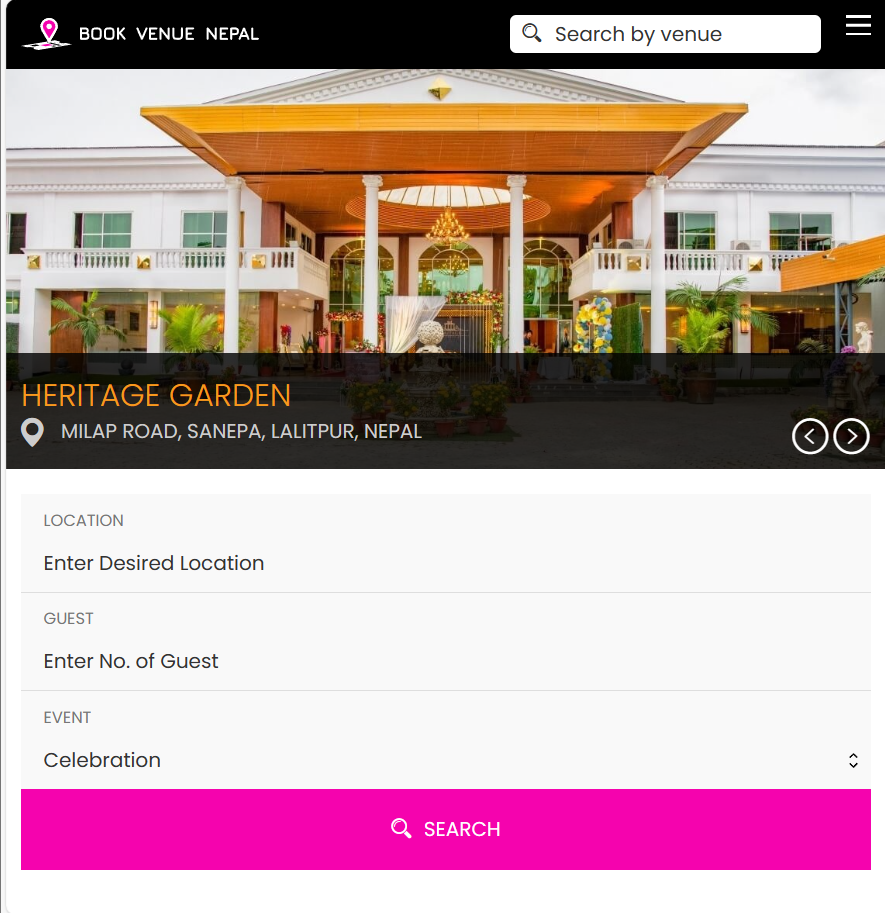 BOOK VENUE NEPAL
Search by venue
HERITAGE GARDEN
MILAP ROAD, SANEPA, LALITPUR, NEPAL
LOCATION
Enter Desired Location
GUEST
Enter No. of Guest
EVENT
Celebration
SEARCH